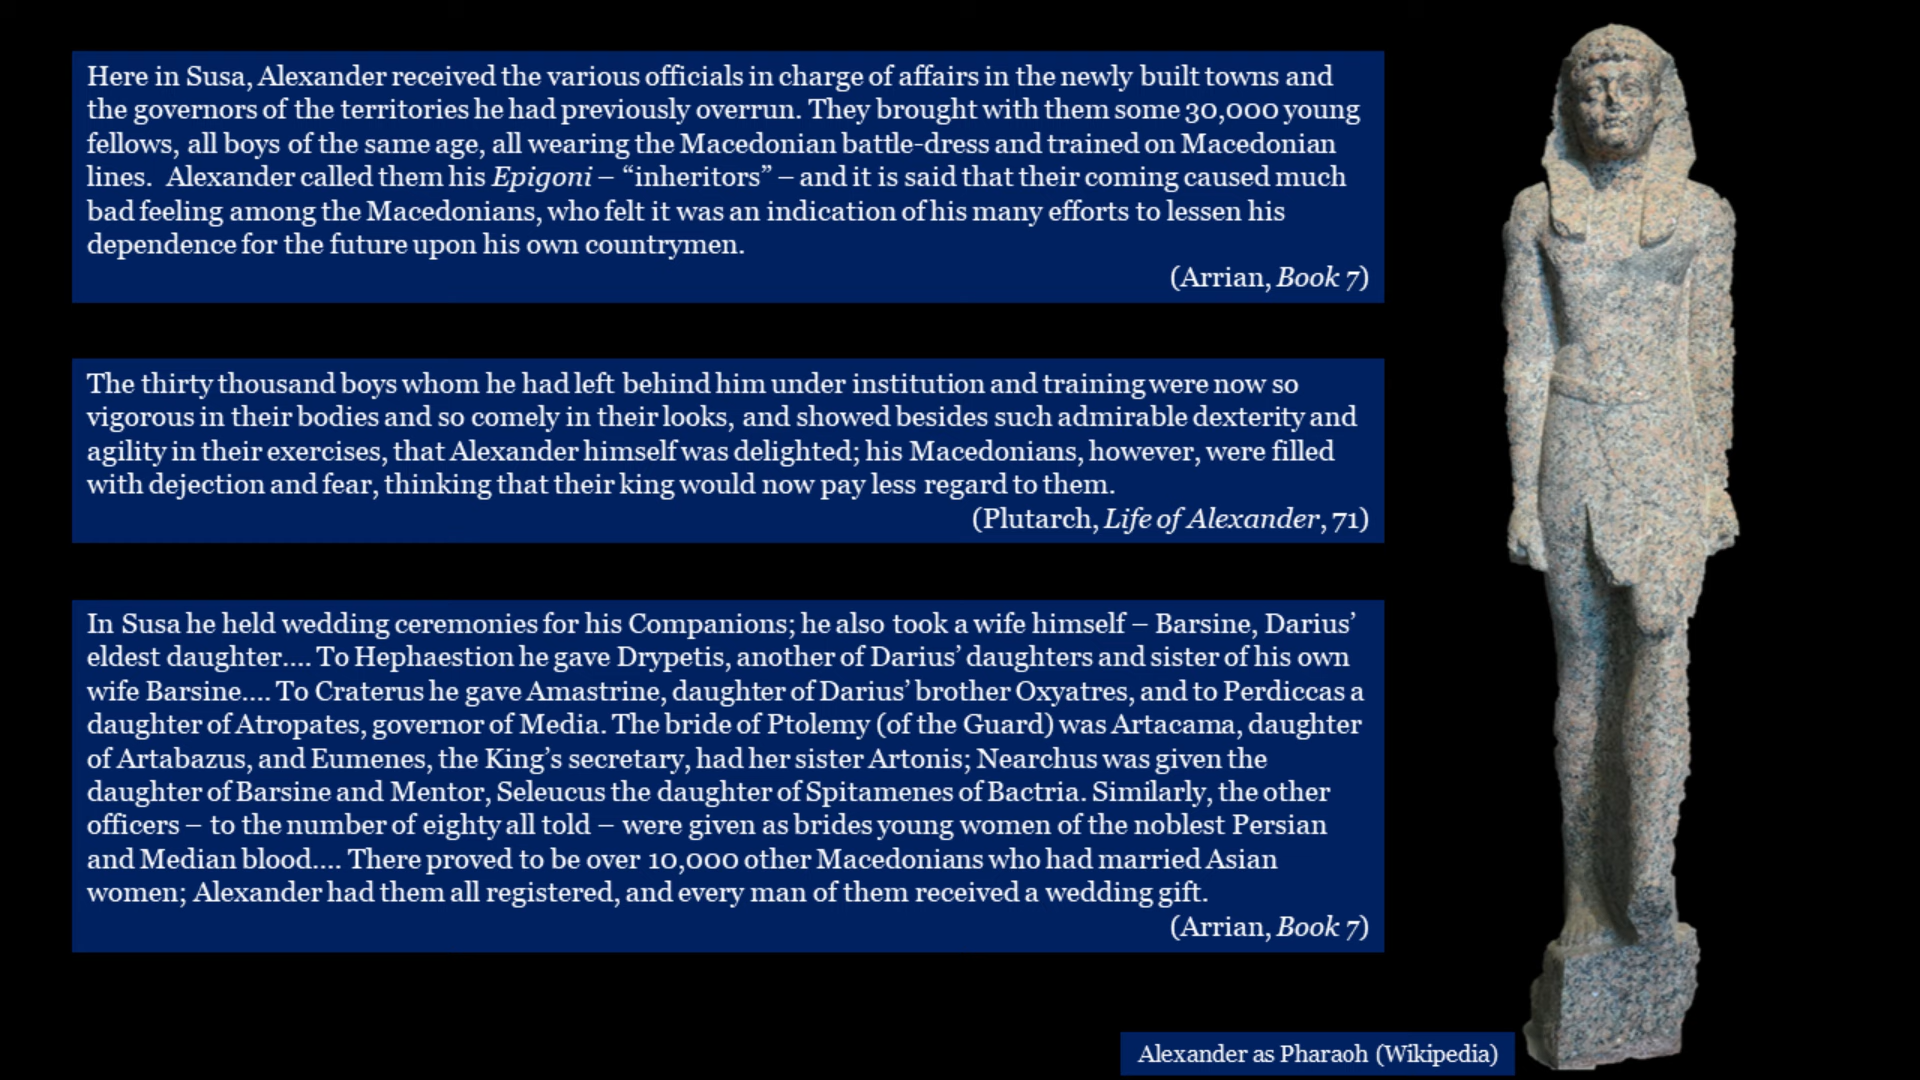 Here in Susa, Alexander received the various officials in charge of affairs in the newly built towns and
the governors of the territories he had previously overrun. They brought with them some 30,000 young
fellows, all boys of the same age, all wearing the Macedonian battle-dress and trained on Macedonian
lines.  Alexander called them his Epigoni – “inheritors” – and it is said that their coming caused much
bad feeling among the Macedonians, who felt it was an indication of his many efforts to lessen his
dependence for the future upon his own countrymen.
(Arrian, Book 7)
The thirty thousand boys whom he had left behind him under institution and training were now so
vigorous in their bodies and so comely in their looks, and showed besides such admirable dexterity and
agility in their exercises, that Alexander himself was delighted; his Macedonians, however, were filled
with dejection and fear, thinking that their king would now pay less regard to them.
(Plutarch, Life of Alexander, 71)
In Susa he held wedding ceremonies for his Companions; he also took a wife himself – Barsine, Darius’
eldest daughter…. To Hephaestion he gave Drypetis, another of Darius’ daughters and sister of his own
wife Barsine…. To Craterus he gave Amastrine, daughter of Darius’ brother Oxyatres, and to Perdiccas a
daughter of Atropates, governor of Media. The bride of Ptolemy (of the Guard) was Artacama, daughter
of Artabazus, and Eumenes, the King’s secretary, had her sister Artonis; Nearchus was given the
daughter of Barsine and Mentor, Seleucus the daughter of Spitamenes of Bactria. Similarly, the other
officers – to the number of eighty all told – were given as brides young women of the noblest Persian
and Median blood…. There proved to be over 10,000 other Macedonians who had married Asian
women; Alexander had them all registered, and every man of them received a wedding gift.
(Arrian, Book 7)
Alexander as Pharaoh (Wikipedia)